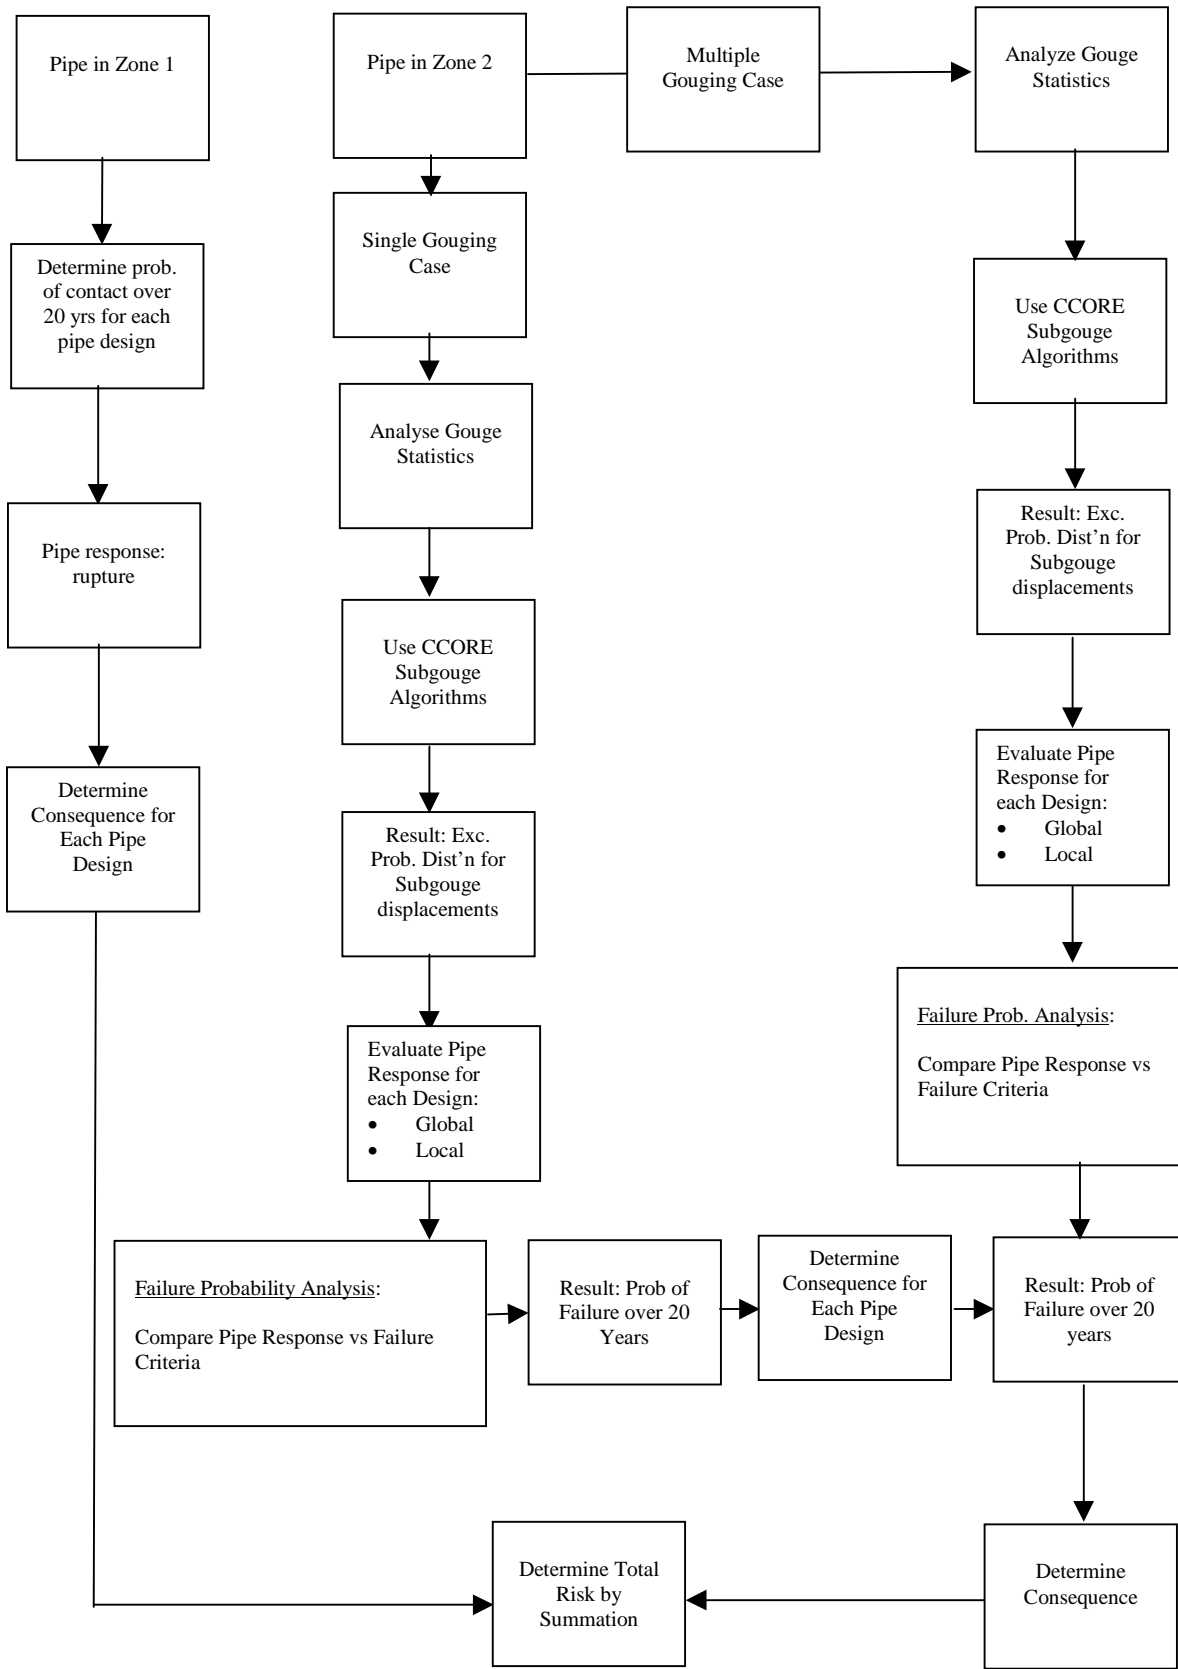 Pipe in Zone 1
Determine prob.
of contact over
20 yrs for each
pipe design
Pipe response:
rupture
Determine
Consequence for
Each Pipe
Design
Pipe in Zone 2
Single Gouging
Case
Analyse Gouge
Statistics
Use CCORE
Subgouge
Algorithms
Result: Exc.
Prob. Dist’n for
Subgouge
displacements
Evaluate Pipe
Response for
each Design:
• Global
• Local
Failure Probability Analysis:
Compare Pipe Response vs Failure
Criteria
Result: Prob of
Failure over 20
Years
Determine
Consequence for
Each Pipe
Design
Multiple
Gouging Case
Analyze Gouge
Statistics
Use CCORE
Subgouge
Algorithms
Result: Exc.
Prob. Dist’n for
Subgouge
displacements
Evaluate Pipe
Response for
each Design:
• Global
• Local
Failure Prob. Analysis:
Compare Pipe Response vs
Failure Criteria
Result: Prob of
Failure over 20
years
Determine
Consequence
Determine Total
Risk by
Summation